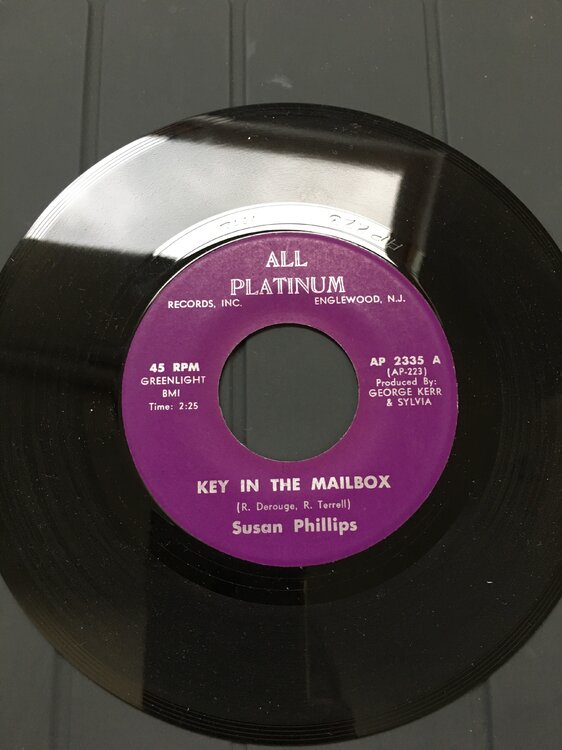 ALL
PLATINUM
RECORDS, INC. ENGLEWOOD, N.J.
45 RPM
GREENLIGHT
BMI
Time: 2:25
AP 2335 A
(AP-223)
Produced By:
GEORGE KERR
& SYLVIA
KEY IN THE MAILBOX
(R. Derouge, R. Terrell)
Susan Phillips